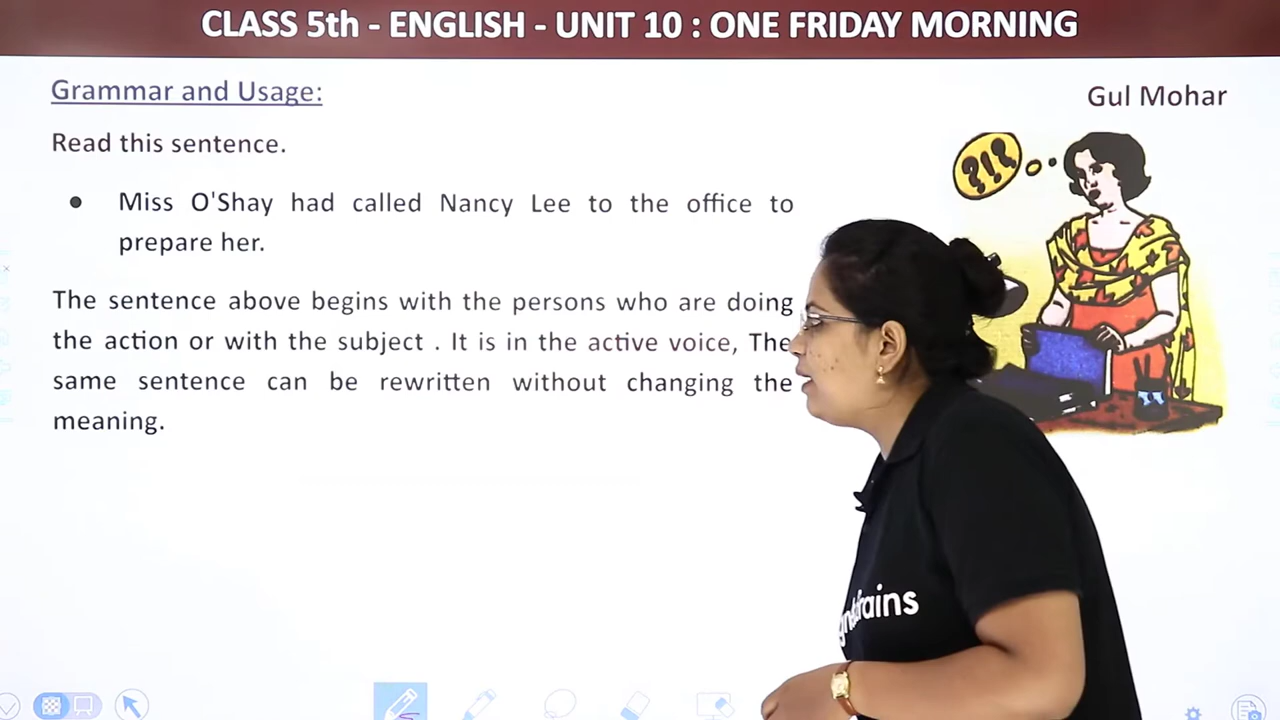 CLASS 5th - ENGLISH - UNIT 10 : ONE FRIDAY MORNING
Grammar and Usage:
Gul Mohar
Read this sentence.
?!?
● Miss O'Shay had called Nancy Lee to the office to
prepare her.
The sentence above begins with the persons who are doing
the action or with the subject . It is in the active voice, The
same sentence can be rewritten without changing the
meaning.